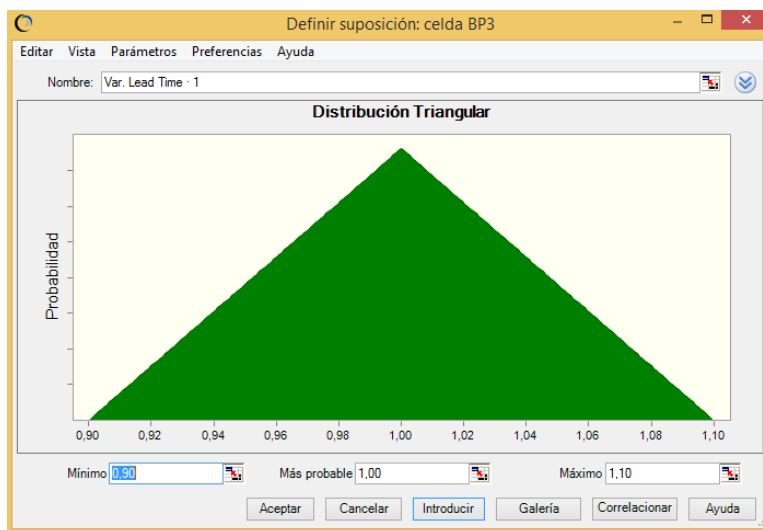 Definir suposición: celda BP3
Editar Vista Parámetros Preferencias Ayuda
Nombre: Var. Lead Time · 1
Distribución Triangular
Probabilidad
0,90 0,92 0,94 0,96 0,98 1,00 1,02 1,04 1,06 1,08 1,10
Mínimo 0,90 Más probable 1,00 Máximo 1,10
Aceptar Cancelar Introducir Galería Correlacionar Ayuda